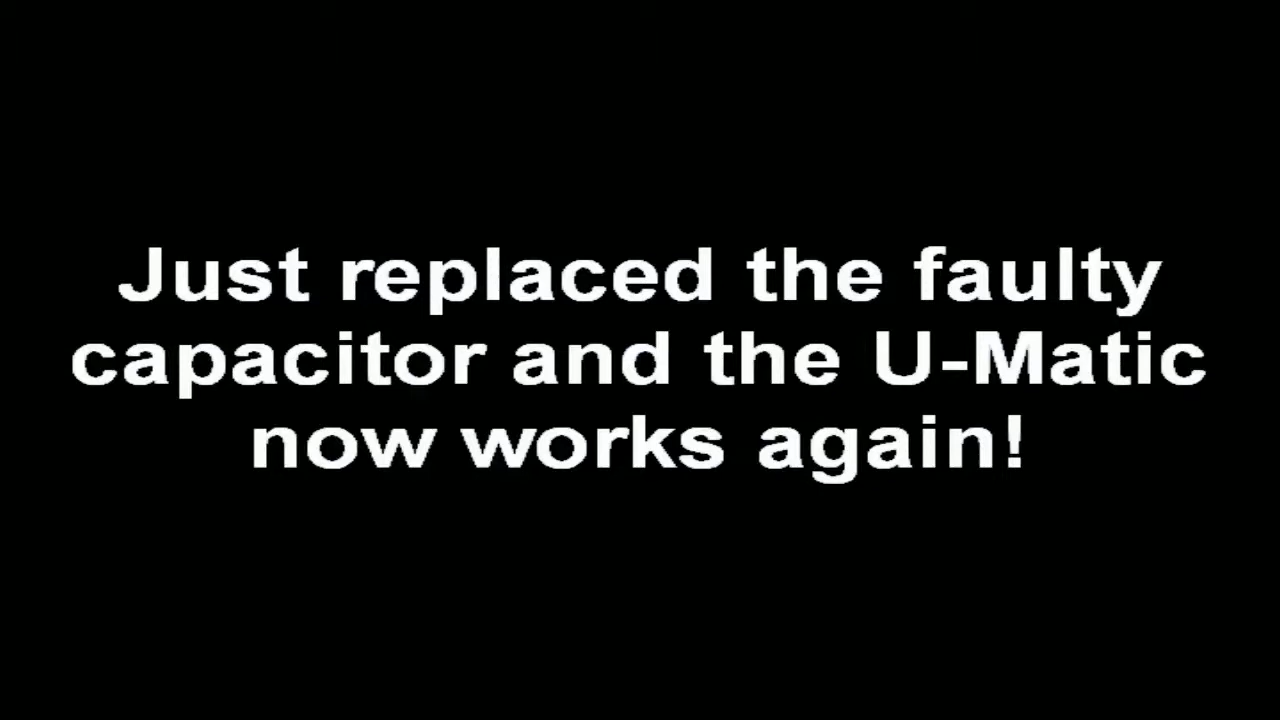 Just replaced the faulty
capacitor and the U-Matic
now works again!